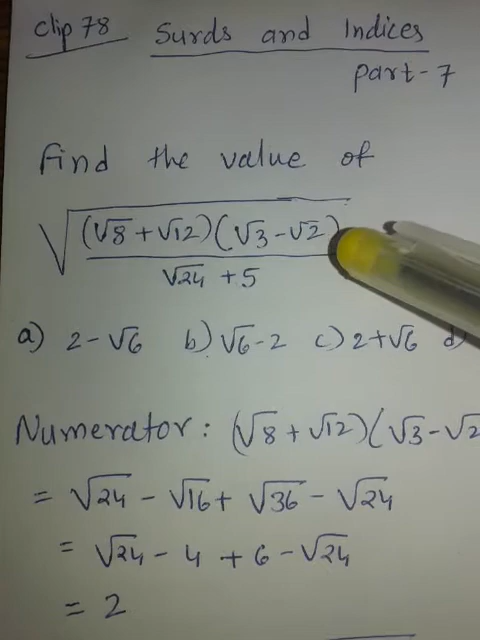 Clip 78 Surds and Indices
part-7
Find the value of
√((√8+√12)(√3-√2)
√24 +5)
a) 2-√6 b) √6-2 c) 2+√6 d)
Numerator: (√8+√12)(√3-√2
= √24 - √16 + √36 - √24
= √24 - 4 + 6 - √24
= 2